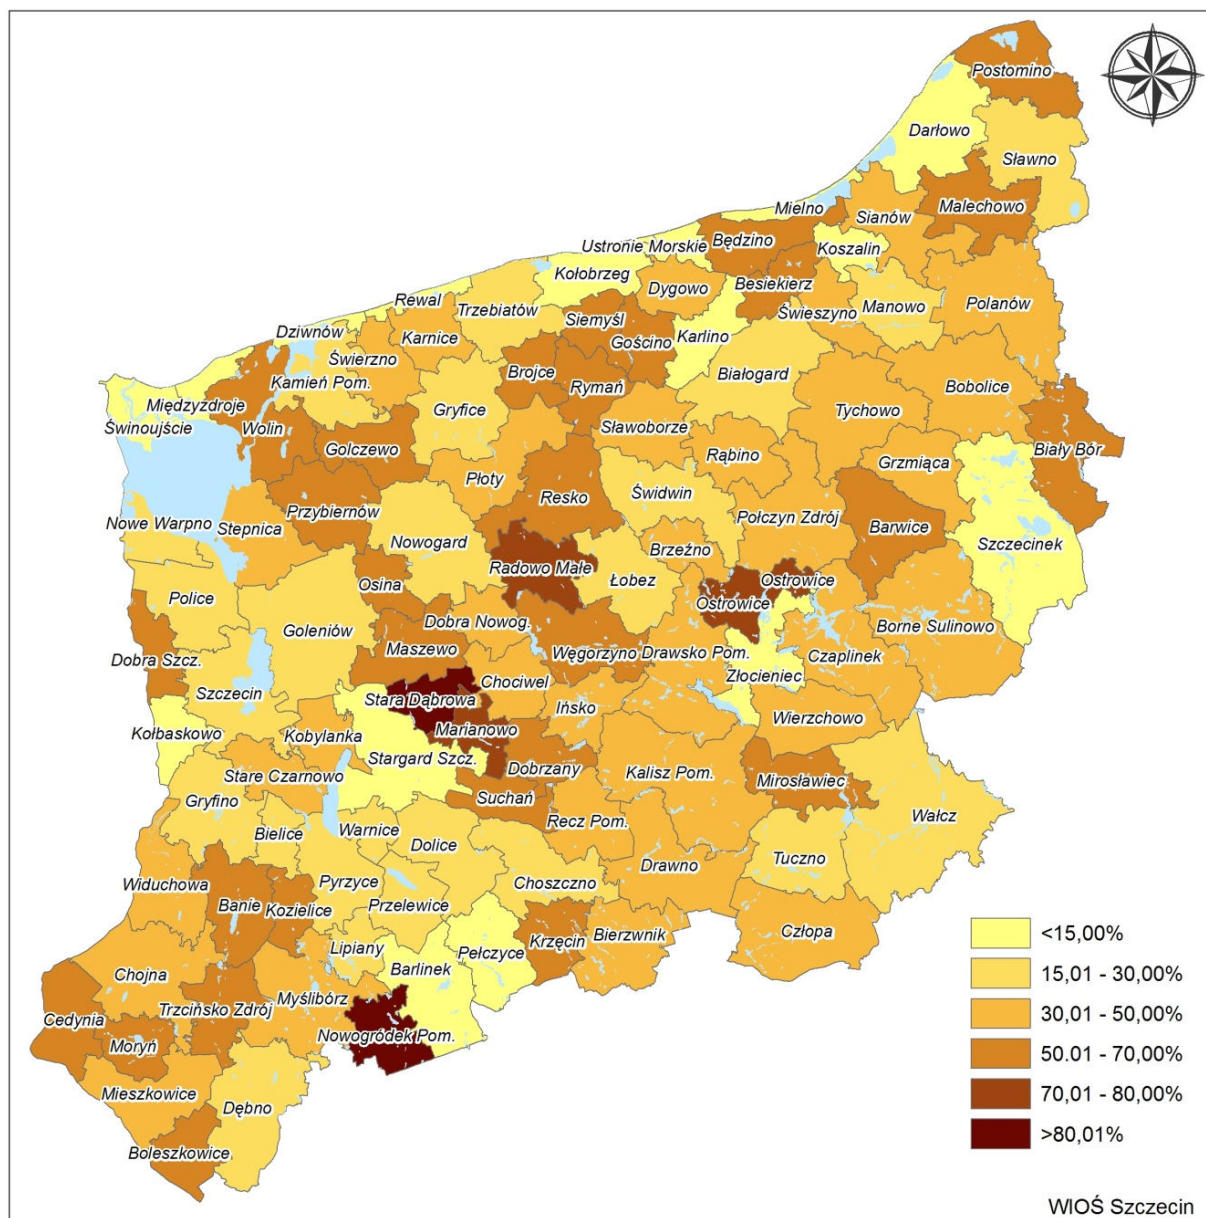 Postomino
Darłowo
Sławno
Malechowo
Mielno
Sianów
Ustronie Morskie
Będzino
Koszalin
Kołobrzeg
Dygowo
Besiekierz
Świeszyno
Manowo
Polanów
Rewal
Trzebiatów
Siemyśl
Gościno
Karlino
Dziwnów
Świerzno
Karnice
Kamień Pom.
Brojce
Rymań
Białogard
Bobolice
Międzyzdroje
Świnoujście
Wolin
Gryfice
Tychowo
Golczewo
Sławoborze
Rąbino
Grzmiąca
Biały Bór
Płoty
Resko
Świdwin
Połczyn Zdrój
Barwice
Nowe Warpno
Stepnica
Przybiernów
Nowogard
Brzeźno
Szczecinek
Radowo Małe
Łobez
Ostrowice
Ostrowice
Osina
Police
Goleniów
Dobra Nowog.
Borne Sulinowo
Maszewo
Węgorzyno
Drawsko Pom.
Czaplinek
Dobra Szcz.
Szczecin
Chociwel
Złocieniec
Stara Dąbrowa
Ińsko
Wierzchowo
Kołbaskowo
Kobylanka
Marianowo
Stargard Szcz.
Dobrzany
Kalisz Pom.
Mirosławiec
Stare Czarnowo
Gryfino
Suchań
Recz Pom.
Wałcz
Bielice
Warnice
Dolice
Drawno
Tuczno
Widuchowa
Banie
Kozielice
Pyrzyce
Przelewice
Choszczno
Lipiany
Pełczyce
Krzęcin
Bierzwnik
Człopa
Chojna
Barlinek
Cedynia
Trzcińsko Zdrój
Myślibórz
Moryń
Nowogródek Pom.
Mieszkowice
Dębno
Boleszkowice
<15,00%
15,01 - 30,00%
30,01 - 50,00%
50.01 - 70,00%
70,01 - 80,00%
>80,01%
WIOŚ Szczecin